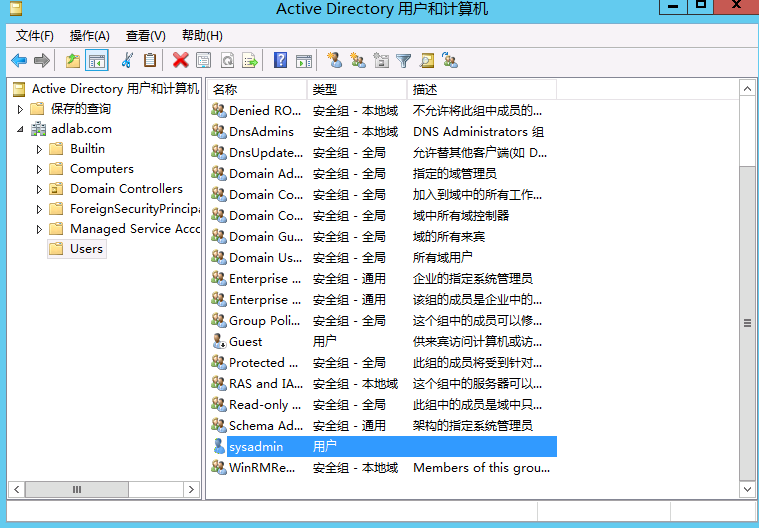 Active Directory 用户和计算机
文件(F) 操作(A) 查看(V) 帮助(H)
Active Directory 用户和计算机
保存的查询
adlab.com
Builtin
Computers
Domain Controllers
ForeignSecurityPrincipa
Managed Service Acco
Users
名称 类型 描述
Denied RO... 安全组 - 本地域 不允许将此组中成员的...
DnsAdmins 安全组 - 本地域 DNS Administrators 组
DnsUpdate... 安全组 - 全局 允许替其他客户端(如 D...
Domain Ad... 安全组 - 全局 指定的域管理员
Domain Co... 安全组 - 全局 加入到域中的所有工作...
Domain Co... 安全组 - 全局 域中所有域控制器
Domain Gu... 安全组 - 全局 域的所有来宾
Domain Us... 安全组 - 全局 所有域用户
Enterprise ... 安全组 - 通用 企业的指定系统管理员
Enterprise ... 安全组 - 通用 该组的成员是企业中的...
Group Poli... 安全组 - 全局 这个组中的成员可以修...
Guest 用户 供来宾访问计算机或访...
Protected ... 安全组 - 全局 此组的成员将受到针对...
RAS and IA... 安全组 - 本地域 这个组中的服务器可以...
Read-only ... 安全组 - 全局 此组中的成员是域中只...
Schema Ad... 安全组 - 通用 架构的指定系统管理员
sysadmin 用户
WinRMRe... 安全组 - 本地域 Members of this grou...